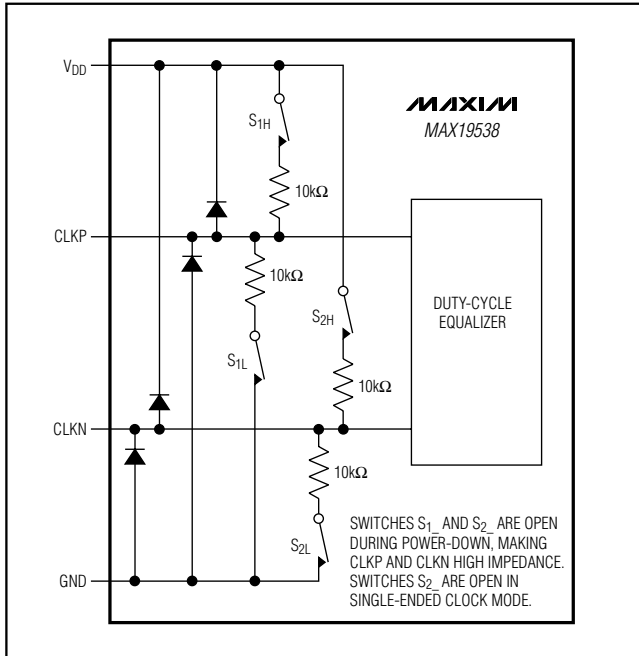 VDD
MAXIM
MAX19538
S1H
10kΩ
CLKP
10kΩ
S2H
DUTY-CYCLE
EQUALIZER
S1L
10kΩ
CLKN
10kΩ
SWITCHES S1_ AND S2_ ARE OPEN
DURING POWER-DOWN, MAKING
CLKP AND CLKN HIGH IMPEDANCE.
SWITCHES S2_ ARE OPEN IN
SINGLE-ENDED CLOCK MODE.
S2L
GND